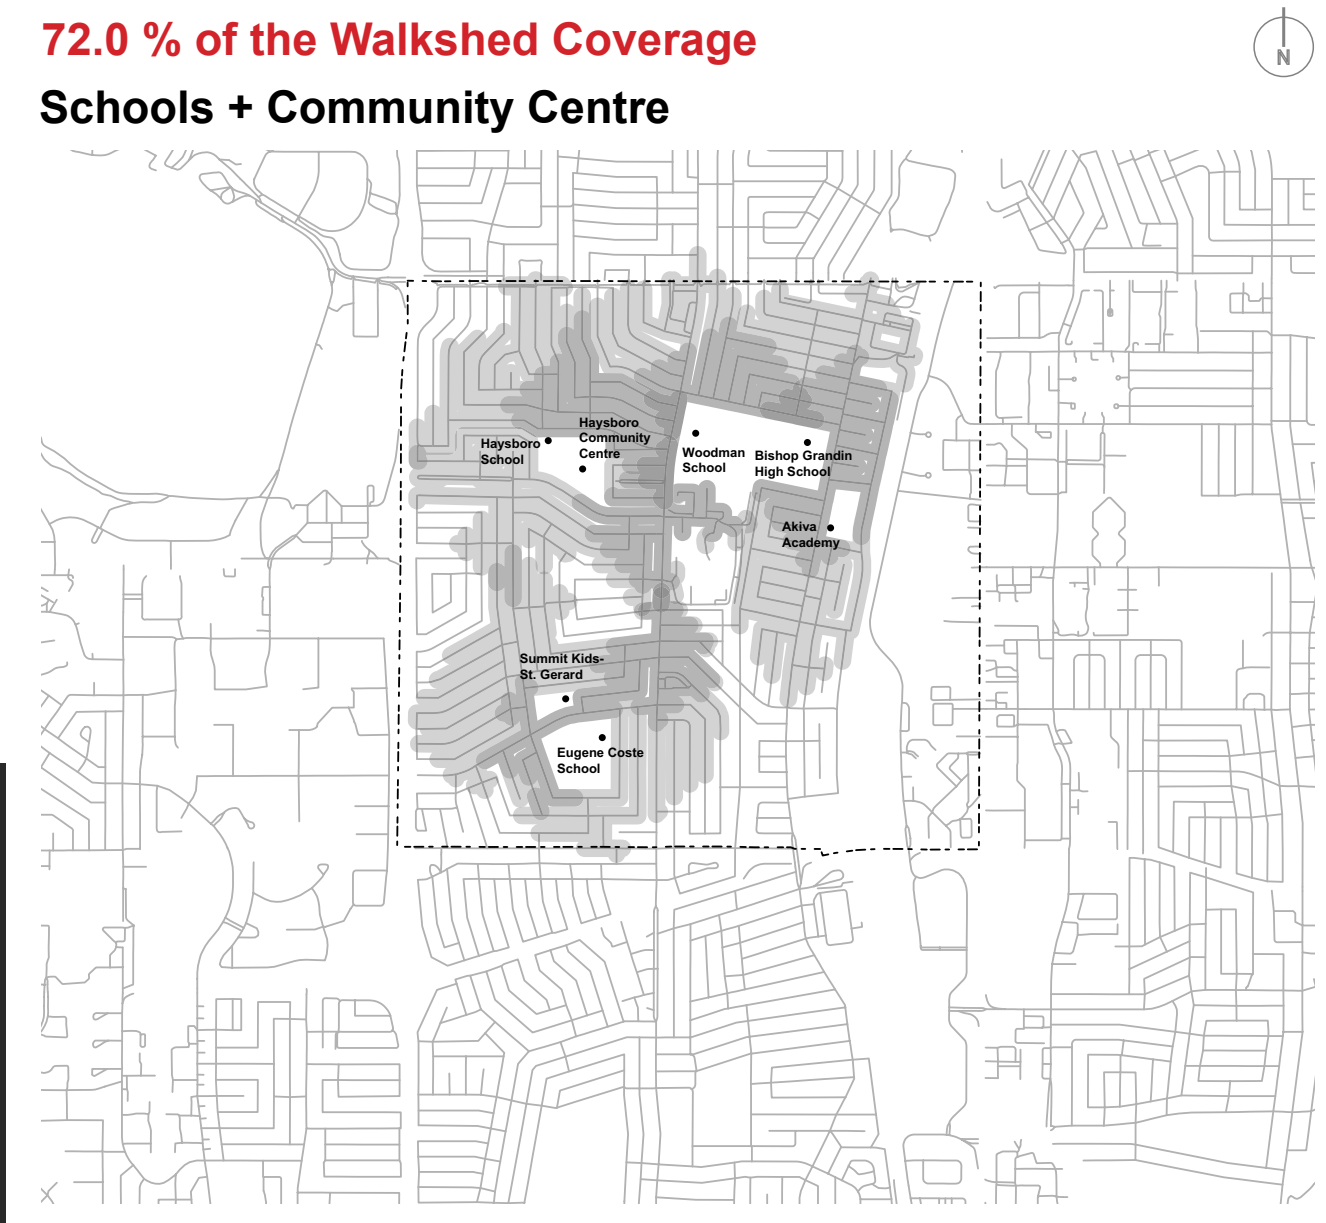 72.0 % of the Walkshed Coverage
N
Schools + Community Centre
Haysboro
School
Haysboro
Community
Centre
Woodman
School
Bishop Grandin
High School
Akiva
Academy
Summit Kids-
St. Gerard
Eugene Coste
School